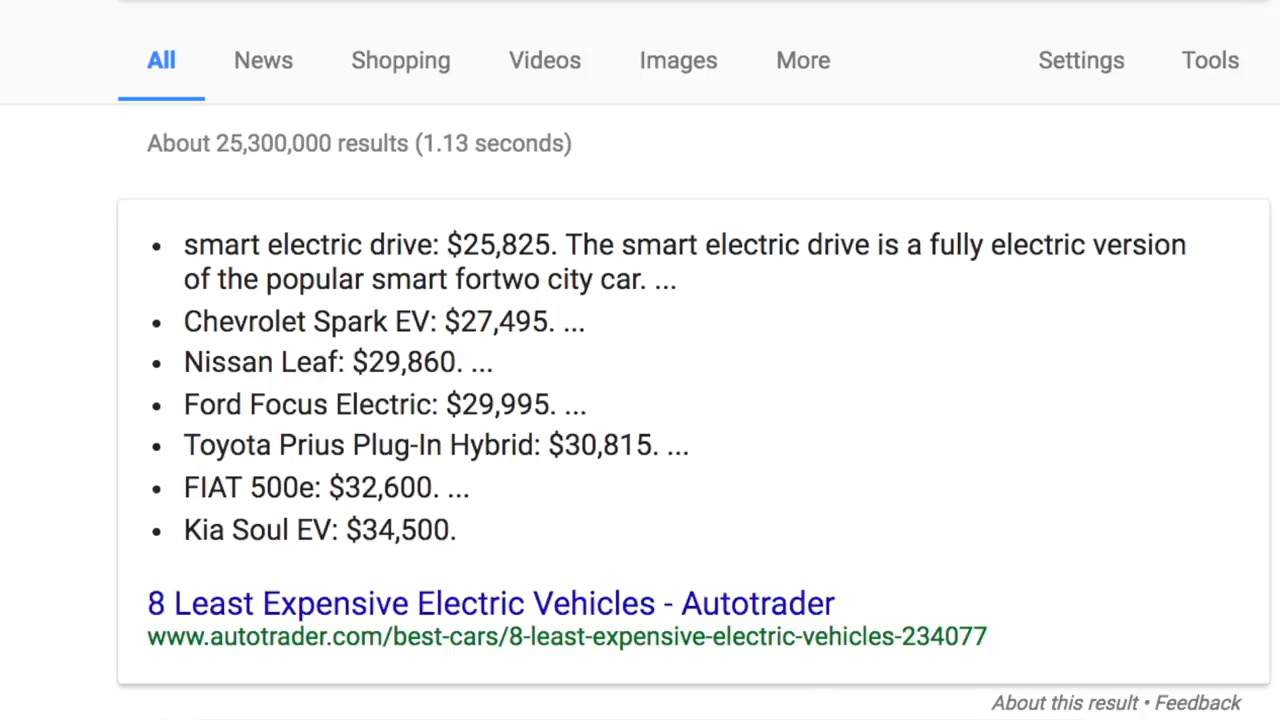 All News Shopping Videos Images More Settings Tools
About 25,300,000 results (1.13 seconds)
• smart electric drive: $25,825. The smart electric drive is a fully electric version
of the popular smart fortwo city car. ...
• Chevrolet Spark EV: $27,495. ...
• Nissan Leaf: $29,860. ...
• Ford Focus Electric: $29,995. ...
• Toyota Prius Plug-In Hybrid: $30,815. ...
• FIAT 500e: $32,600. ...
• Kia Soul EV: $34,500.
8 Least Expensive Electric Vehicles - Autotrader
www.autotrader.com/best-cars/8-least-expensive-electric-vehicles-234077
About this result • Feedback